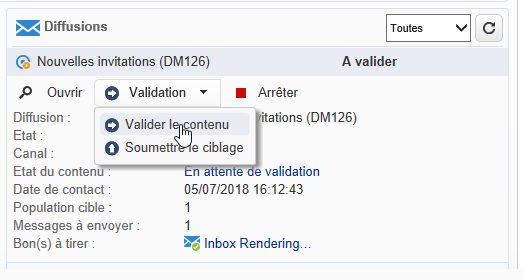 Diffusions
Toutes
Nouvelles invitations (DM126) A valider
Ouvrir Validation Arrêter
Diffusion : itations (DM126)
Valider le contenu
Etat :
Soumettre le ciblage
Canal :
Etat du contenu : En attente de validation
Date de contact : 05/07/2018 16:12:43
Population cible : 1
Messages à envoyer : 1
Bon(s) à tirer : Inbox Rendering...